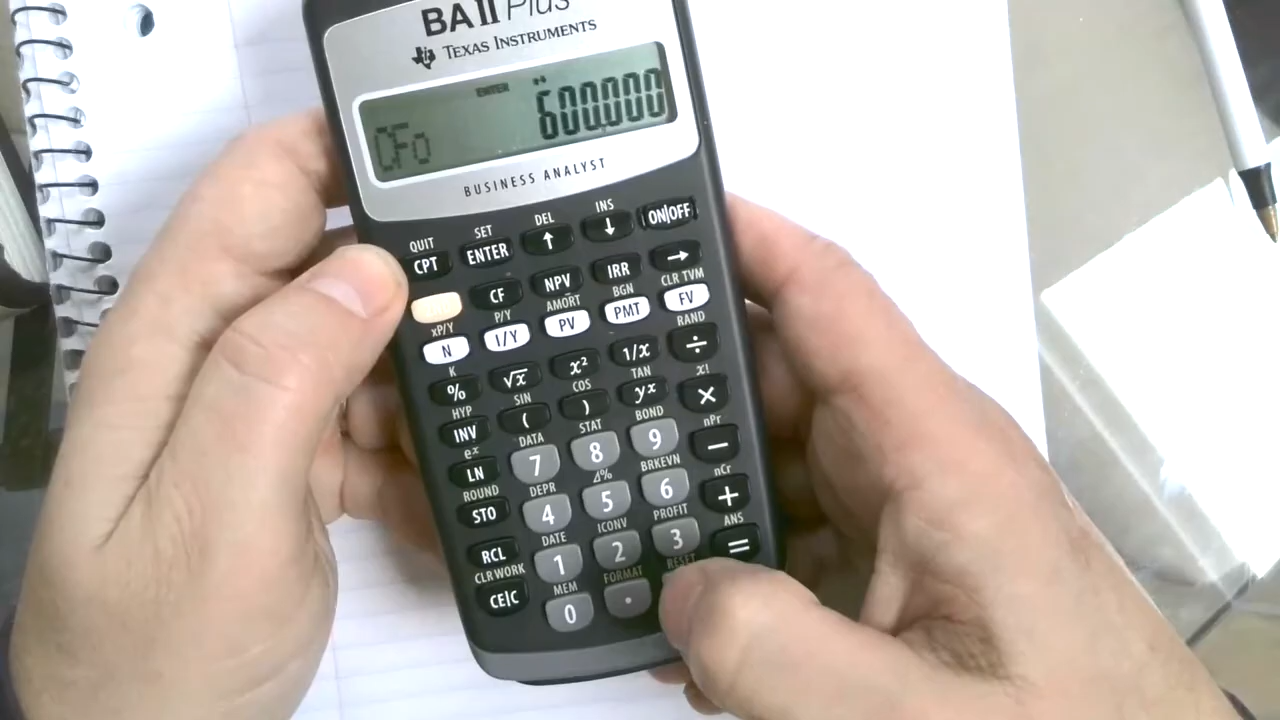 BA II Plus
TEXAS INSTRUMENTS
ENTER
CFo 600,000
BUSINESS ANALYST
QUIT SET DEL INS
CPT ENTER ↑ ↓ ON|OFF
CF NPV IRR →
xP/Y P/Y AMORT BGN CLR TVM
N I/Y PV PMT FV
K RAND
% √x x² 1/x ÷
HYP SIN COS TAN x!
INV ( ) yˣ ×
eˣ DATA STAT BOND nPr
LN 7 8 9 −
ROUND DEPR Δ% BRKEVN nCr
STO 4 5 6 +
DATE ICONV PROFIT ANS
RCL 1 2 3 =
CLR WORK MEM FORMAT RESET
CE|C 0 .